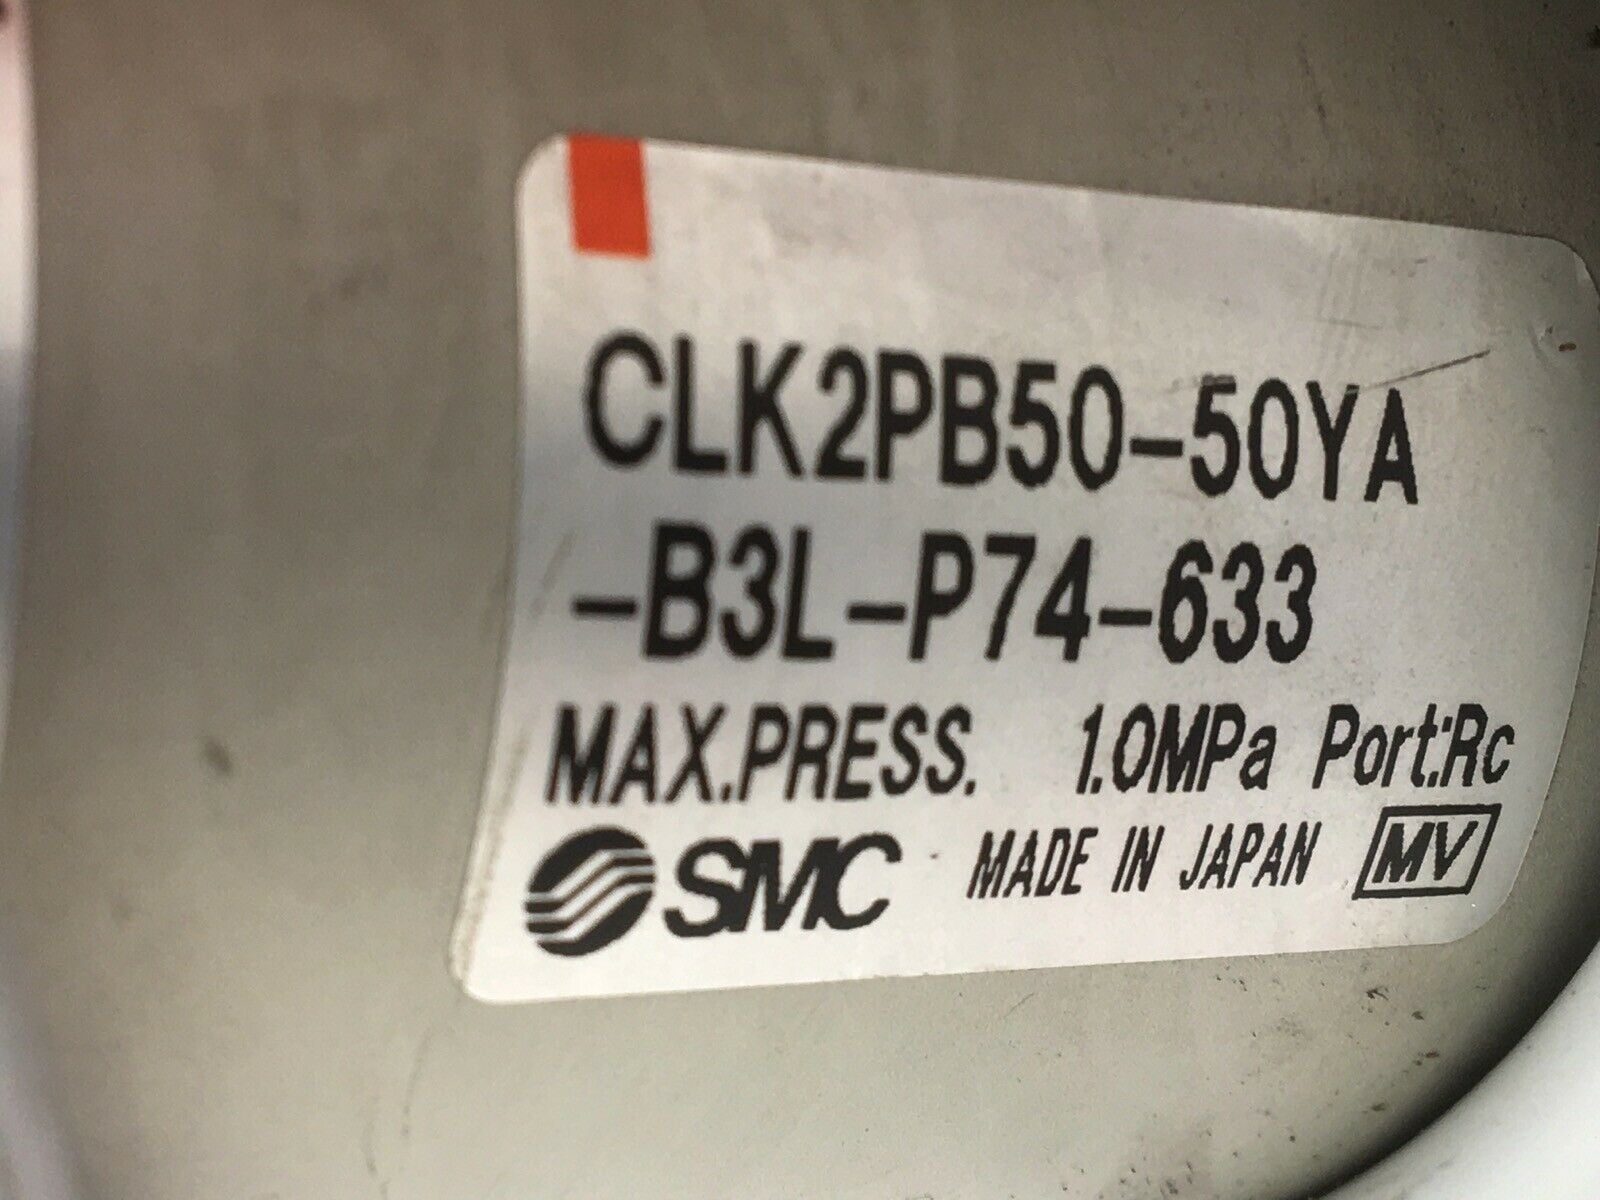 CLK2PB50-50YA
-B3L-P74-633
MAX.PRESS. 1.0MPa Port:Rc
SMC MADE IN JAPAN MV